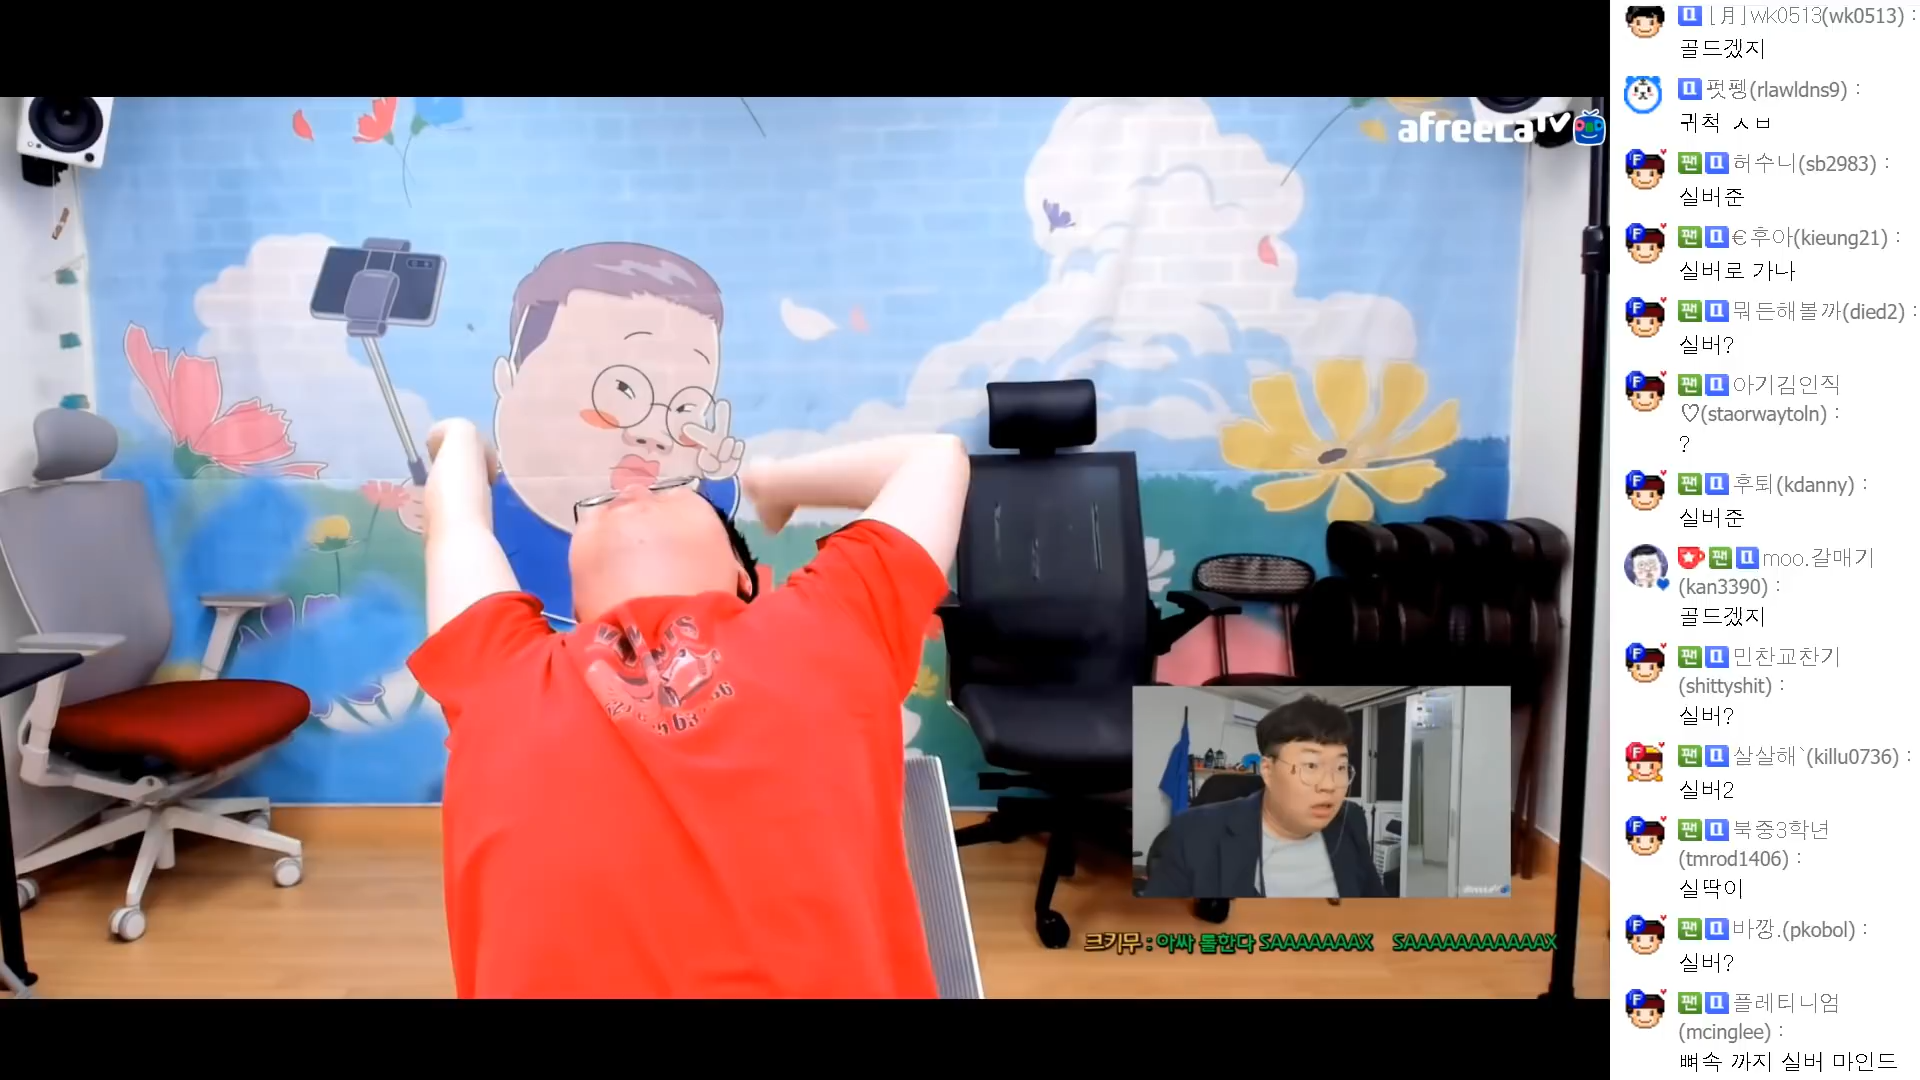 afreecaTV
크키무 : 아싸 롤한다 SAAAAAAAX SAAAAAAAAAAAX
afreecaTV
[月]wk0513(wk0513) :
골드겠지
펏펭(rlawldns9) :
귀척 ㅅㅂ
팬 허수니(sb2983) :
실버준
팬 €후아(kieung21) :
실버로 가나
팬 뭐든해볼까(died2) :
실버?
팬 아기김인직
♡(staorwaytoln) :
?
팬 후퇴(kdanny) :
실버준
팬 moo.갈매기
(kan3390) :
골드겠지
팬 민찬교찬기
(shittyshit) :
실버?
팬 살살해`(killu0736) :
실버2
팬 북중3학년
(tmrod1406) :
실딱이
팬 바깡.(pkobol) :
실버?
팬 플레티니엄
(mcinglee) :
뼈속 까지 실버 마인드